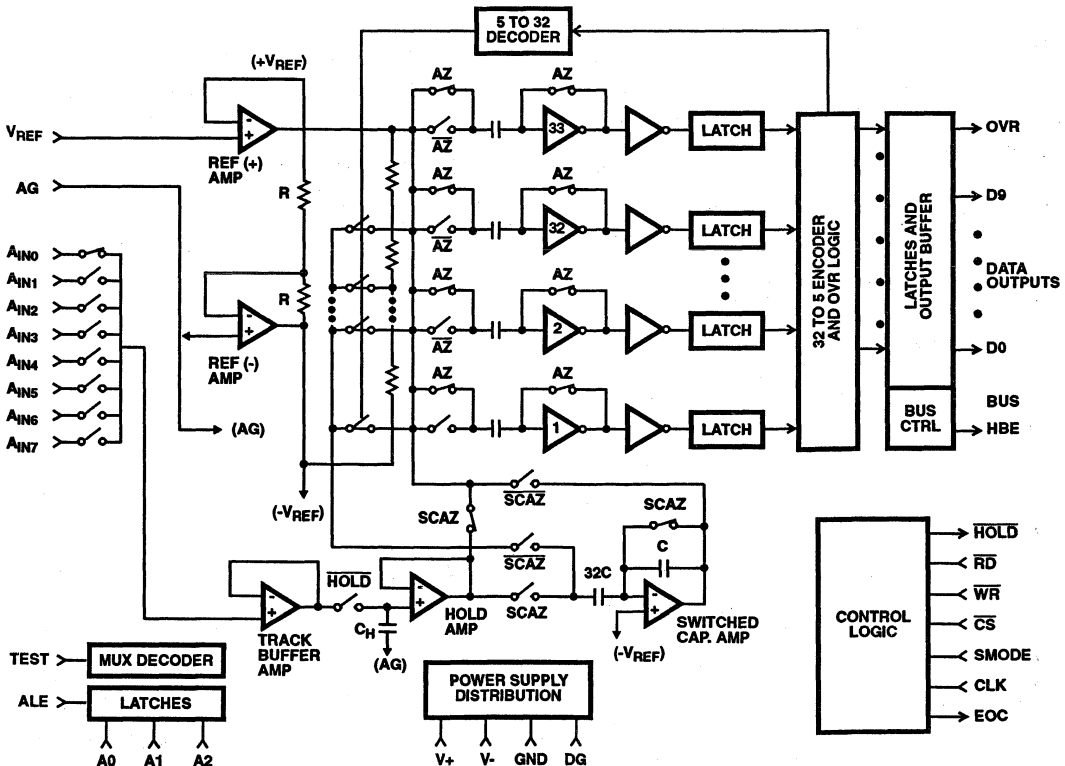 5 TO 32
DECODER
(+VREF)
VREF
REF (+)
AMP
AG
R
AIN0
AIN1
AIN2
AIN3
AIN4
AIN5
AIN6
AIN7
R
REF (-)
AMP
(AG)
(-VREF)
AZ
AZ
AZ
33
LATCH
AZ
AZ
AZ
32
LATCH
AZ
AZ
AZ
2
LATCH
AZ
AZ
1
LATCH
32 TO 5 ENCODER
AND OVR LOGIC
LATCHES AND
OUTPUT BUFFER
BUS
CTRL
OVR
D9
DATA
OUTPUTS
D0
BUS
HBE
SCAZ
SCAZ
SCAZ
SCAZ
SCAZ
C
32C
HOLD
CH
(AG)
TRACK
BUFFER
AMP
HOLD
AMP
(-VREF)
SWITCHED
CAP. AMP
TEST
MUX DECODER
ALE
LATCHES
A0 A1 A2
POWER SUPPLY
DISTRIBUTION
V+ V- GND DG
CONTROL
LOGIC
HOLD
RD
WR
CS
SMODE
CLK
EOC
- +
- +
- +
- +
- +